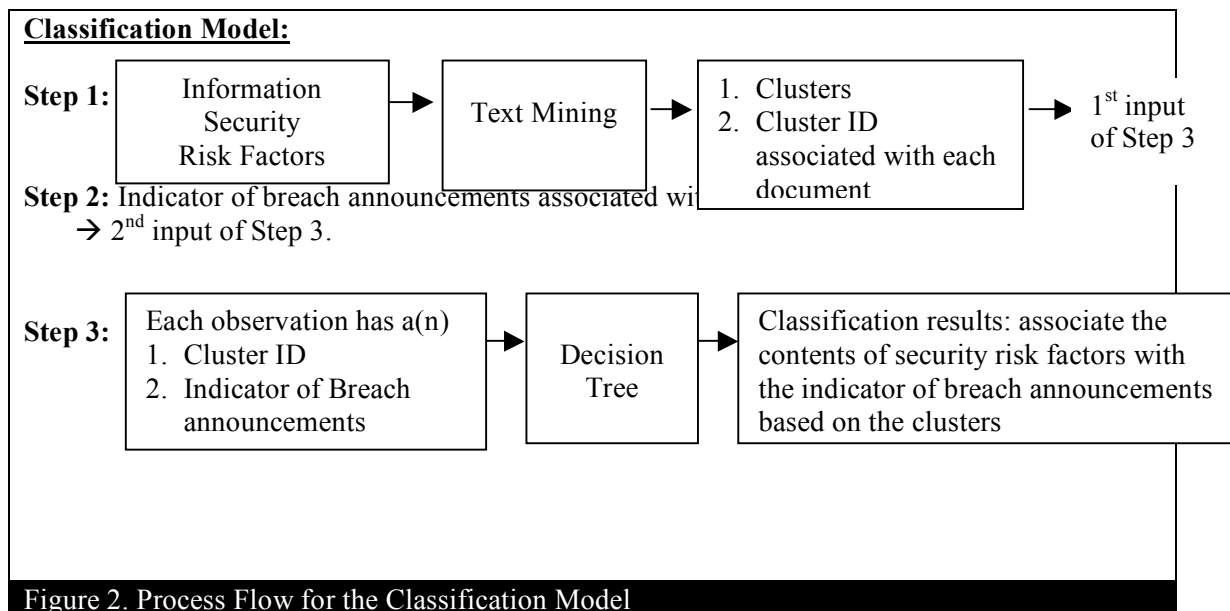 Classification Model:
Step 1:
Information
Security
Risk Factors
Text Mining
1. Clusters
2. Cluster ID
associated with each
document
1st input
of Step 3
Step 2: Indicator of breach announcements associated
→ 2nd input of Step 3.
Step 3:
Each observation has a(n)
1. Cluster ID
2. Indicator of Breach
announcements
Decision
Tree
Classification results: associate the
contents of security risk factors with
the indicator of breach announcements
based on the clusters
Figure 2. Process Flow for the Classification Model